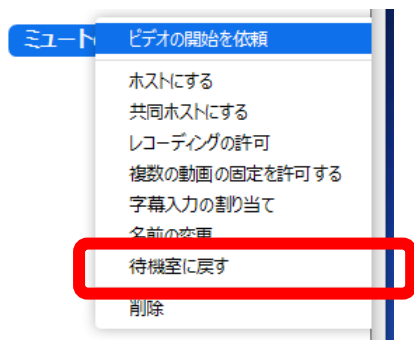 ミュート
ビデオの開始を依頼
ホストにする
共同ホストにする
レコーディングの許可
複数の動画の固定を許可する
字幕入力の割り当て
名前の変更
待機室に戻す
削除